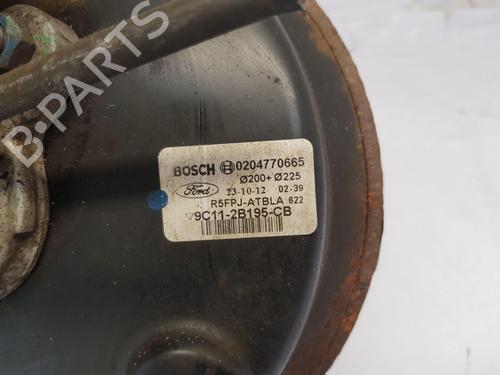 B-PARTS
BOSCH 0204770665
Ø200+Ø225
Ford 23-10-12 02-39
R5FPJ-ATBLA 622
9C11-2B195-CB